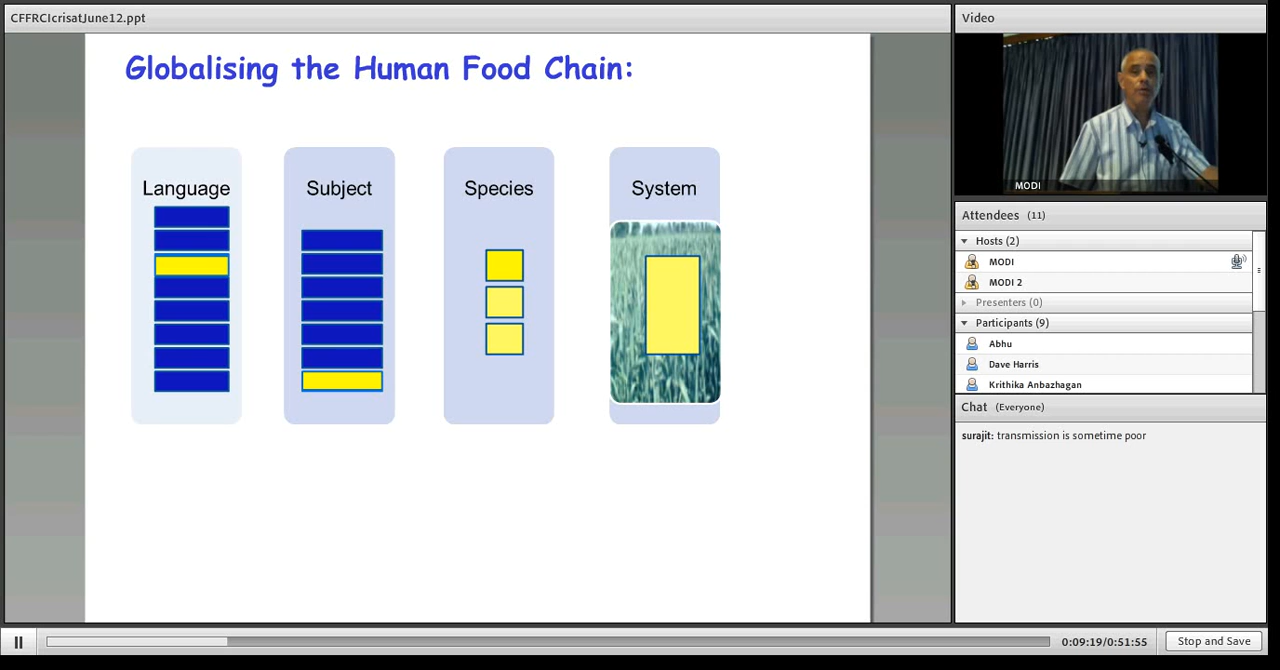 CFFRCIcrisatJune12.ppt
Globalising the Human Food Chain:
Language
Subject
Species
System
Video
MODI
Attendees (11)
Hosts (2)
MODI
MODI 2
Presenters (0)
Participants (9)
Abhu
Dave Harris
Krithika Anbazhagan
Chat (Everyone)
surajit: transmission is sometime poor
0:09:19/0:51:55
Stop and Save